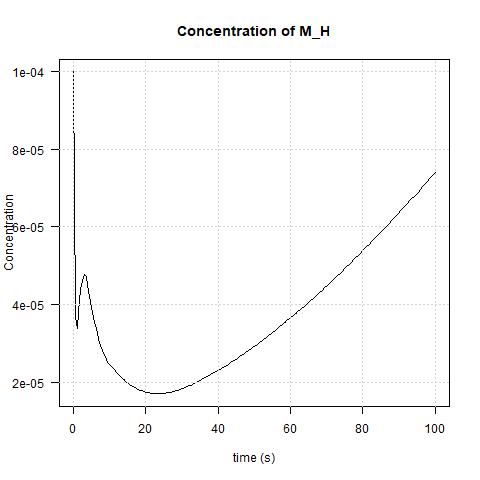 Concentration of M_H
1e-04
8e-05
6e-05
4e-05
2e-05
Concentration
0 20 40 60 80 100
time (s)